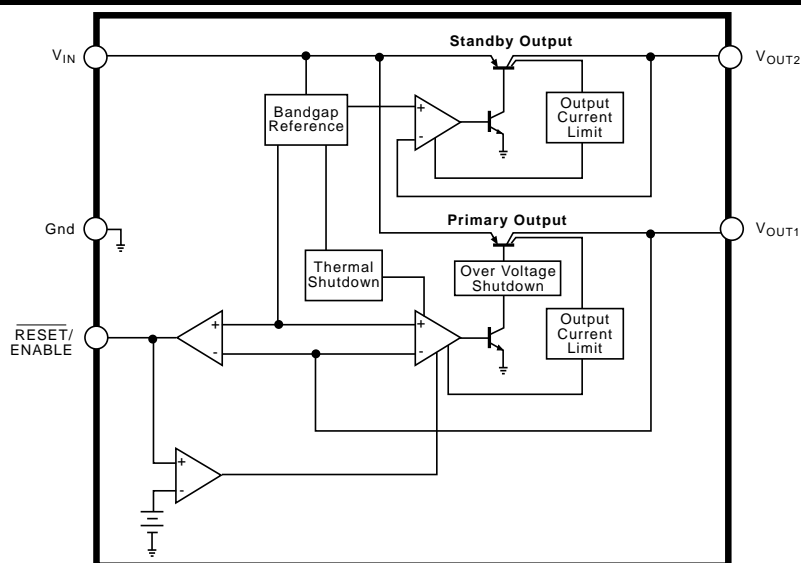 Standby Output
VIN
VOUT2
Bandgap
Reference
+
-
Output
Current
Limit
Gnd
Primary Output
VOUT1
Thermal
Shutdown
Over Voltage
Shutdown
RESET/
ENABLE
+
-
+
-
Output
Current
Limit
+
-